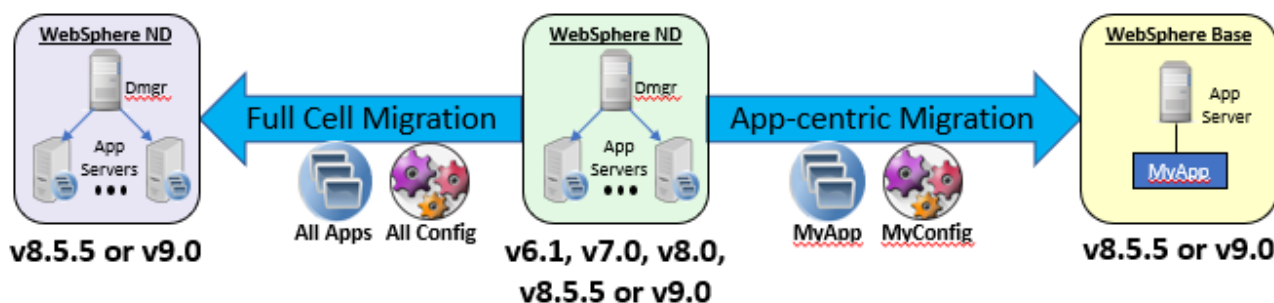 WebSphere ND
Dmgr
App
Servers
v8.5.5 or v9.0
Full Cell Migration
All Apps All Config
WebSphere ND
Dmgr
App
Servers
v6.1, v7.0, v8.0,
v8.5.5 or v9.0
App-centric Migration
MyApp MyConfig
WebSphere Base
App
Server
MyApp
v8.5.5 or v9.0